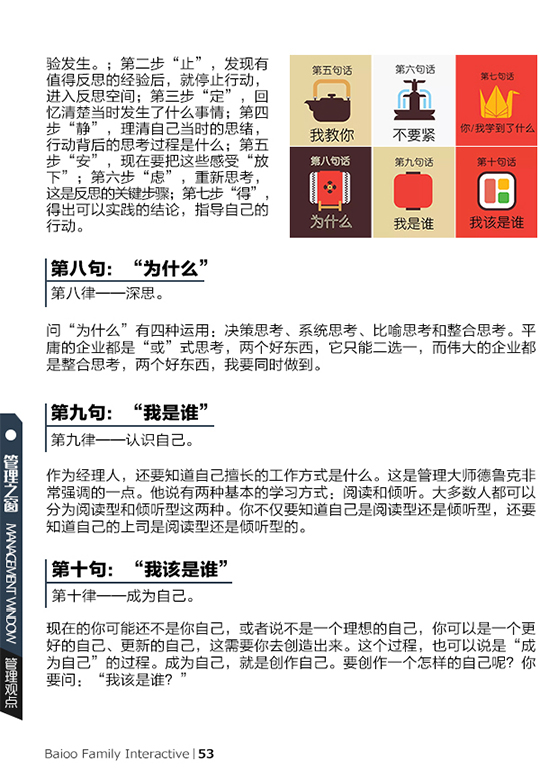 验发生。；第二步“止”，发现有
值得反思的经验后，就停止行动，
进入反思空间；第三步“定”，回
忆清楚当时发生了什么事情；第四
步“静”，理清自己当时的思绪，
行动背后的思考过程是什么；第五
步“安”，现在要把这些感受“放
下”；第六步“虑”，重新思考，
这是反思的关键步骤；第七步“得”，
得出可以实践的结论，指导自己的
行动。
第五句话
我教你
第六句话
不要紧
第七句话
你/我学到了什么
第八句话
为什么
第九句话
我是谁
第十句话
我该是谁
第八句：“为什么”
第八律——深思。
问“为什么”有四种运用：决策思考、系统思考、比喻思考和整合思考。平
庸的企业都是“或”式思考，两个好东西，它只能二选一，而伟大的企业都
是整合思考，两个好东西，我要同时做到。
第九句：“我是谁”
第九律——认识自己。
作为经理人，还要知道自己擅长的工作方式是什么。这是管理大师德鲁克非
常强调的一点。他说有两种基本的学习方式：阅读和倾听。大多数人都可以
分为阅读型和倾听型这两种。你不仅要知道自己是阅读型还是倾听型，还要
知道自己的上司是阅读型还是倾听型的。
第十句：“我该是谁”
第十律——成为自己。
现在的你可能还不是你自己，或者说不是一个理想的自己，你可以是一个更
好的自己、更新的自己，这需要你去创造出来。这个过程，也可以说是“成
为自己”的过程。成为自己，就是创作自己。要创作一个怎样的自己呢？你
要问：“我该是谁？”
管理之窗 MANAGEMENT WINDOW
管理观点
Baioo Family Interactive | 53